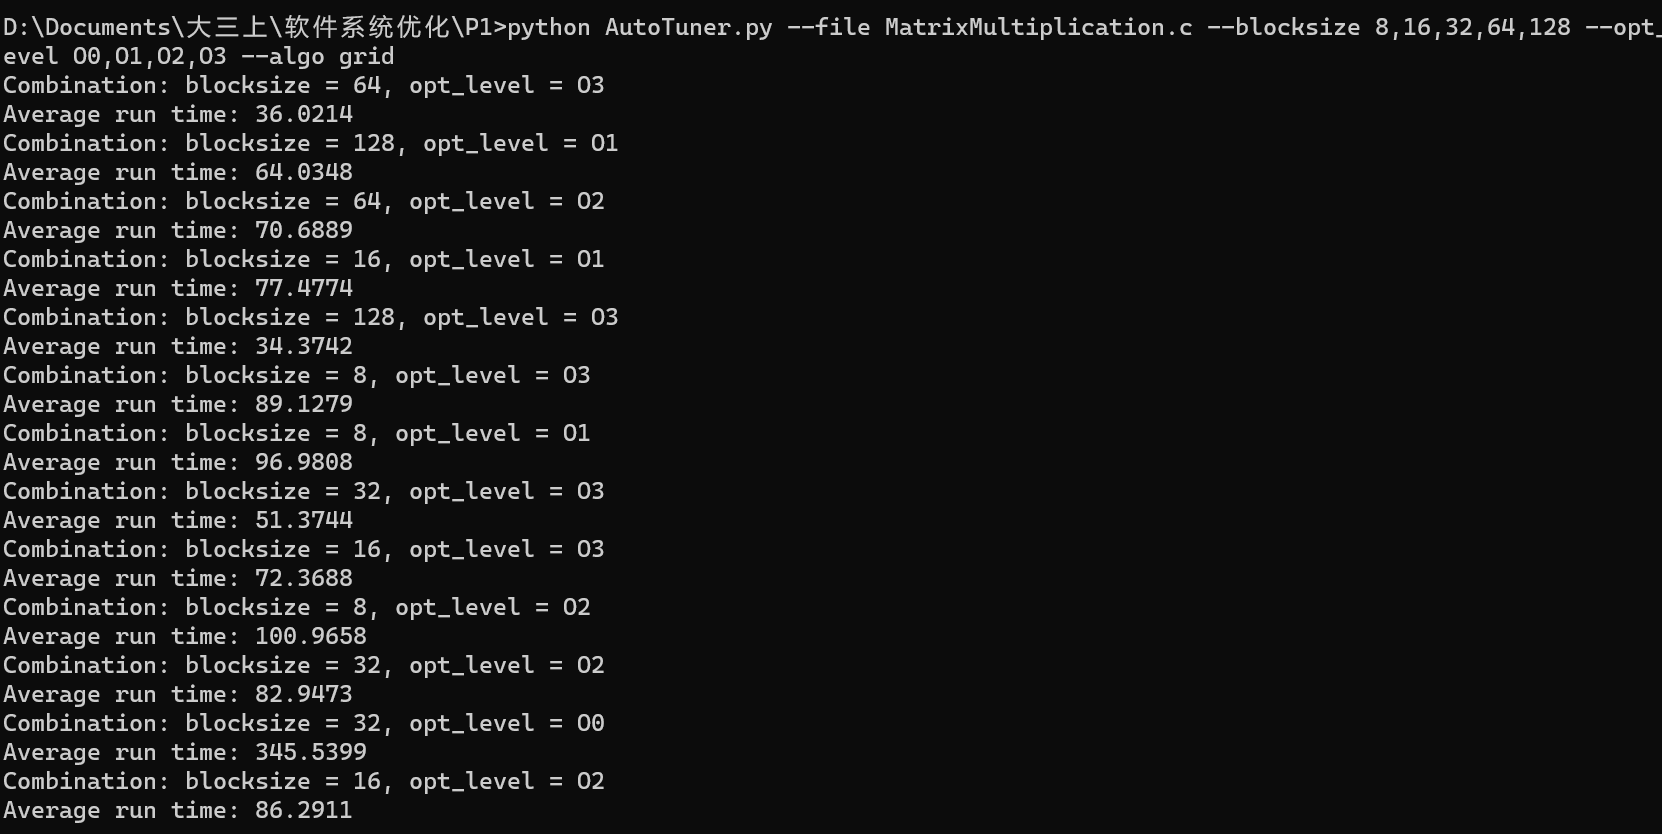 D:\Documents\大三上\软件系统优化\P1>python AutoTuner.py --file MatrixMultiplication.c --blocksize 8,16,32,64,128 --opt_
evel O0,O1,O2,O3 --algo grid
Combination: blocksize = 64, opt_level = O3
Average run time: 36.0214
Combination: blocksize = 128, opt_level = O1
Average run time: 64.0348
Combination: blocksize = 64, opt_level = O2
Average run time: 70.6889
Combination: blocksize = 16, opt_level = O1
Average run time: 77.4774
Combination: blocksize = 128, opt_level = O3
Average run time: 34.3742
Combination: blocksize = 8, opt_level = O3
Average run time: 89.1279
Combination: blocksize = 8, opt_level = O1
Average run time: 96.9808
Combination: blocksize = 32, opt_level = O3
Average run time: 51.3744
Combination: blocksize = 16, opt_level = O3
Average run time: 72.3688
Combination: blocksize = 8, opt_level = O2
Average run time: 100.9658
Combination: blocksize = 32, opt_level = O2
Average run time: 82.9473
Combination: blocksize = 32, opt_level = O0
Average run time: 345.5399
Combination: blocksize = 16, opt_level = O2
Average run time: 86.2911